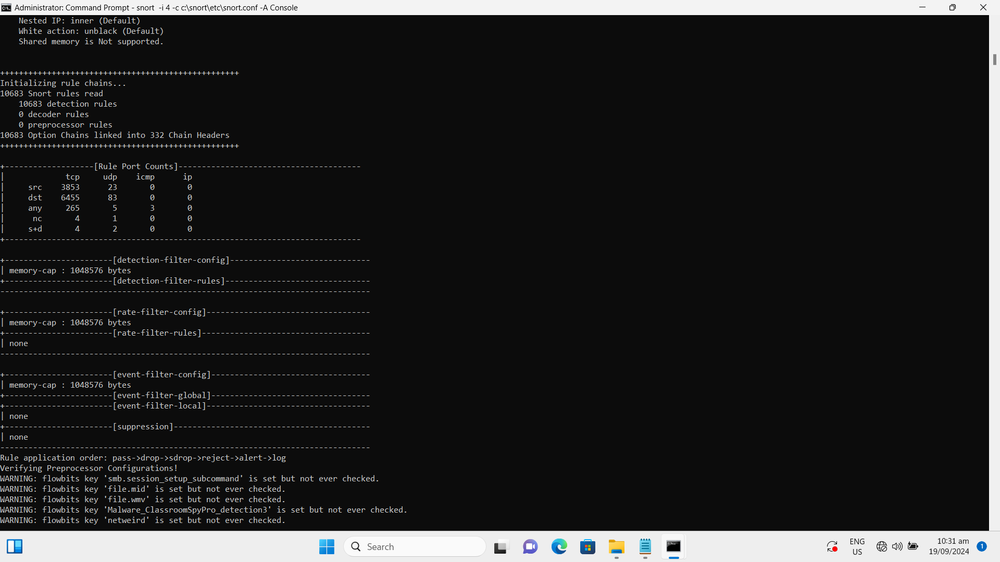 Administrator: Command Prompt - snort  -i 4 -c c:\snort\etc\snort.conf -A Console
    Nested IP: inner (Default)
    White action: unblack (Default)
    Shared memory is Not supported.
+++++++++++++++++++++++++++++++++++++++++++++++++++
Initializing rule chains...
10683 Snort rules read
    10683 detection rules
    0 decoder rules
    0 preprocessor rules
10683 Option Chains linked into 332 Chain Headers
+++++++++++++++++++++++++++++++++++++++++++++++++++
+-------------------[Rule Port Counts]---------------------------------------
|             tcp     udp    icmp      ip
|     src    3853      23       0       0
|     dst    6455      83       0       0
|     any     265       5       3       0
|      nc       4       1       0       0
|     s+d       4       2       0       0
+----------------------------------------------------------------------------
+-----------------------[detection-filter-config]------------------------------
| memory-cap : 1048576 bytes
+-----------------------[detection-filter-rules]-------------------------------
-------------------------------------------------------------------------------
+-----------------------[rate-filter-config]-----------------------------------
| memory-cap : 1048576 bytes
+-----------------------[rate-filter-rules]------------------------------------
| none
-------------------------------------------------------------------------------
+-----------------------[event-filter-config]----------------------------------
| memory-cap : 1048576 bytes
+-----------------------[event-filter-global]----------------------------------
+-----------------------[event-filter-local]-----------------------------------
| none
+-----------------------[suppression]------------------------------------------
| none
-------------------------------------------------------------------------------
Rule application order: pass->drop->sdrop->reject->alert->log
Verifying Preprocessor Configurations!
WARNING: flowbits key 'smb.session_setup_subcommand' is set but not ever checked.
WARNING: flowbits key 'file.mid' is set but not ever checked.
WARNING: flowbits key 'file.wmv' is set but not ever checked.
WARNING: flowbits key 'Malware_ClassroomSpyPro_detection3' is set but not ever checked.
WARNING: flowbits key 'netweird' is set but not ever checked.
Search
ENG
US
10:31 am
19/09/2024
1